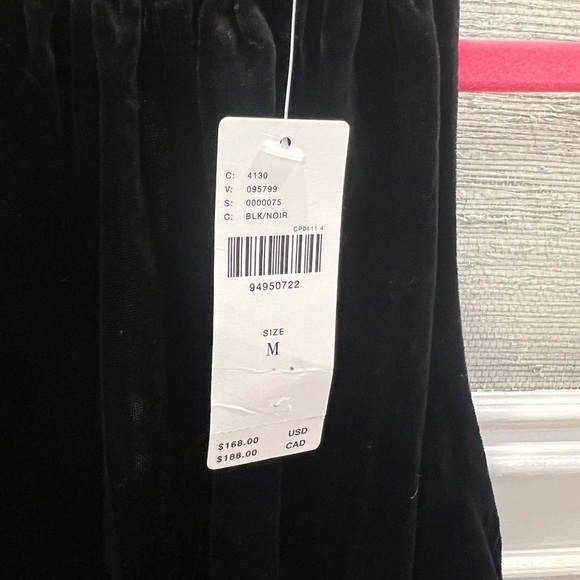 C: 4130
V: 095799
S: 0000075
C: BLK/NOIR
CP0411 4
94950722
SIZE
M
$168.00 USD
$188.00 CAD